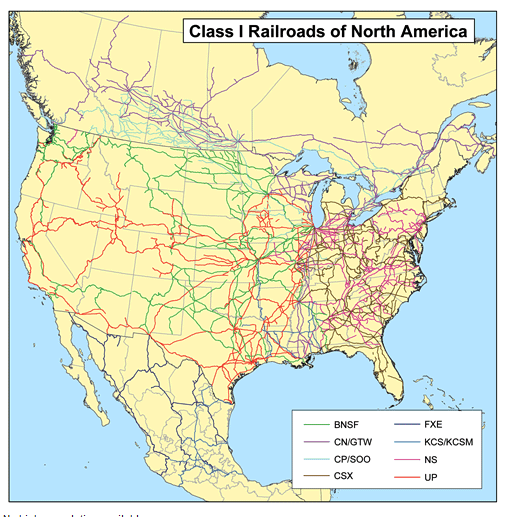 Class I Railroads of North America
BNSF
CN/GTW
CP/SOO
CSX
FXE
KCS/KCSM
NS
UP